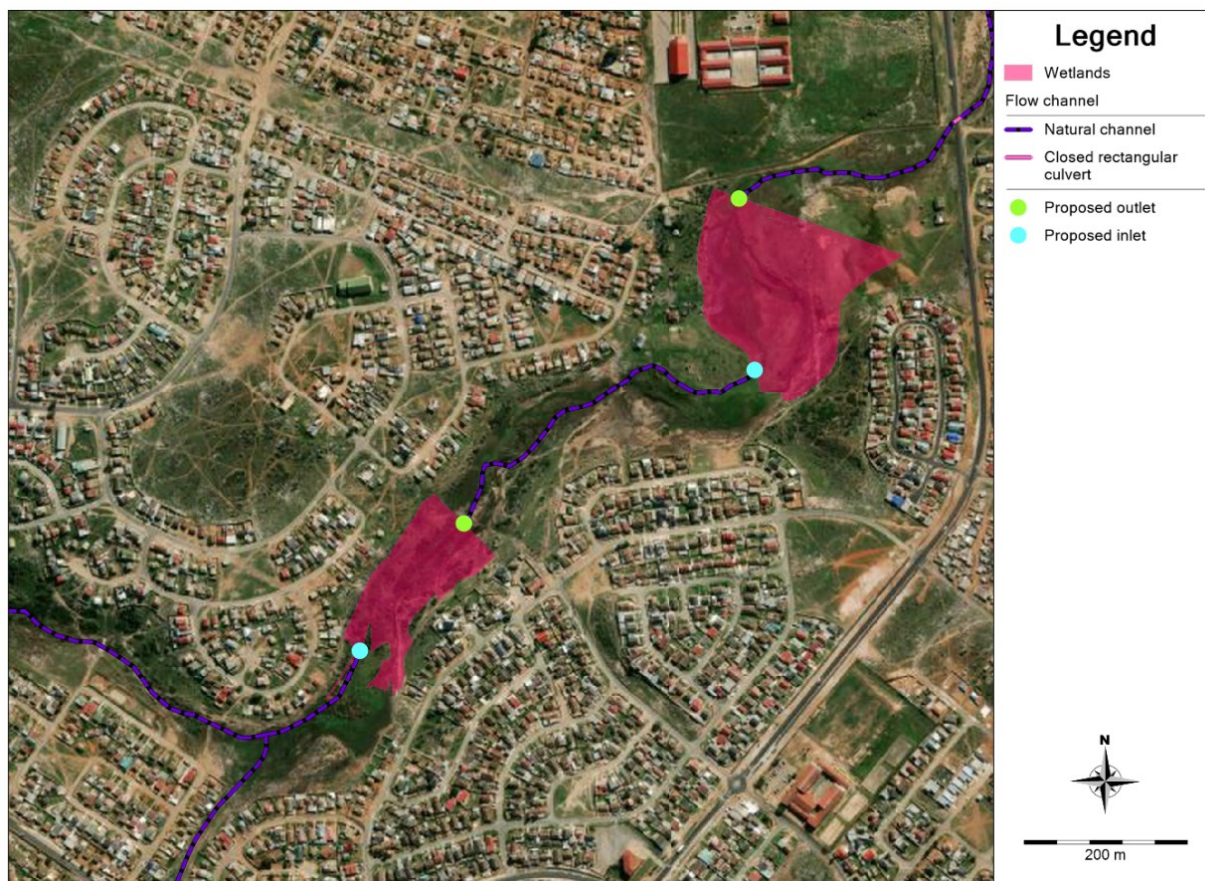 Legend
Wetlands
Flow channel
Natural channel
Closed rectangular
culvert
Proposed outlet
Proposed inlet
N
200 m